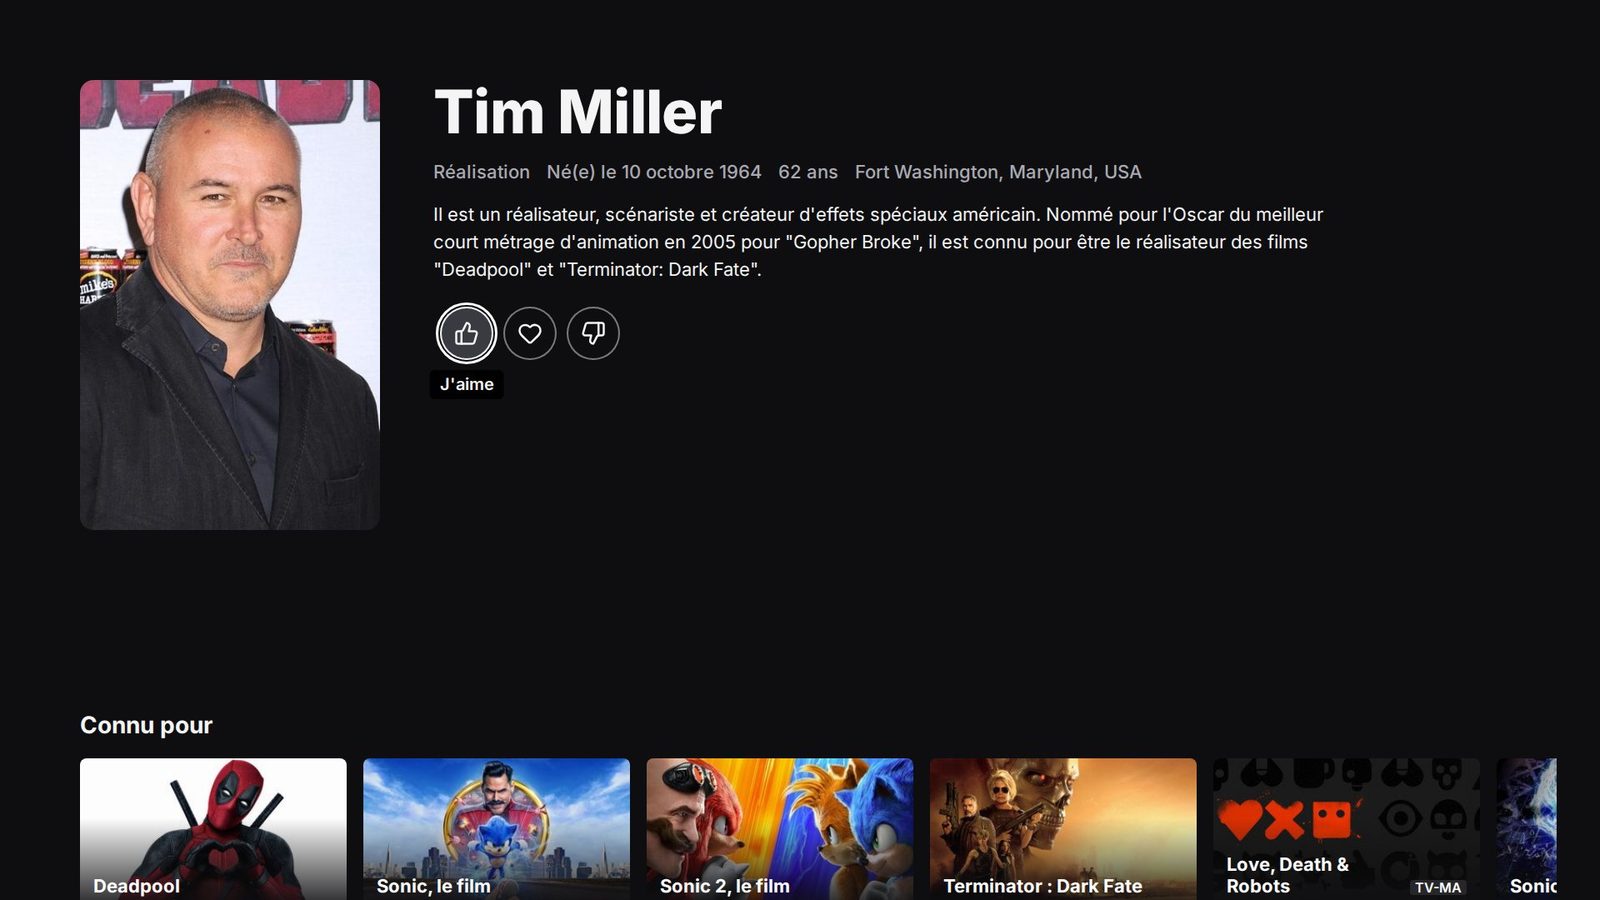 Tim Miller
Réalisation Né(e) le 10 octobre 1964 62 ans Fort Washington, Maryland, USA
Il est un réalisateur, scénariste et créateur d'effets spéciaux américain. Nommé pour l'Oscar du meilleur
court métrage d'animation en 2005 pour "Gopher Broke", il est connu pour être le réalisateur des films
"Deadpool" et "Terminator: Dark Fate".
mike's
HAR
J'aime
Connu pour
Deadpool
Sonic, le film
Sonic 2, le film
Terminator : Dark Fate
Love, Death &
Robots
TV-MA
Sonic